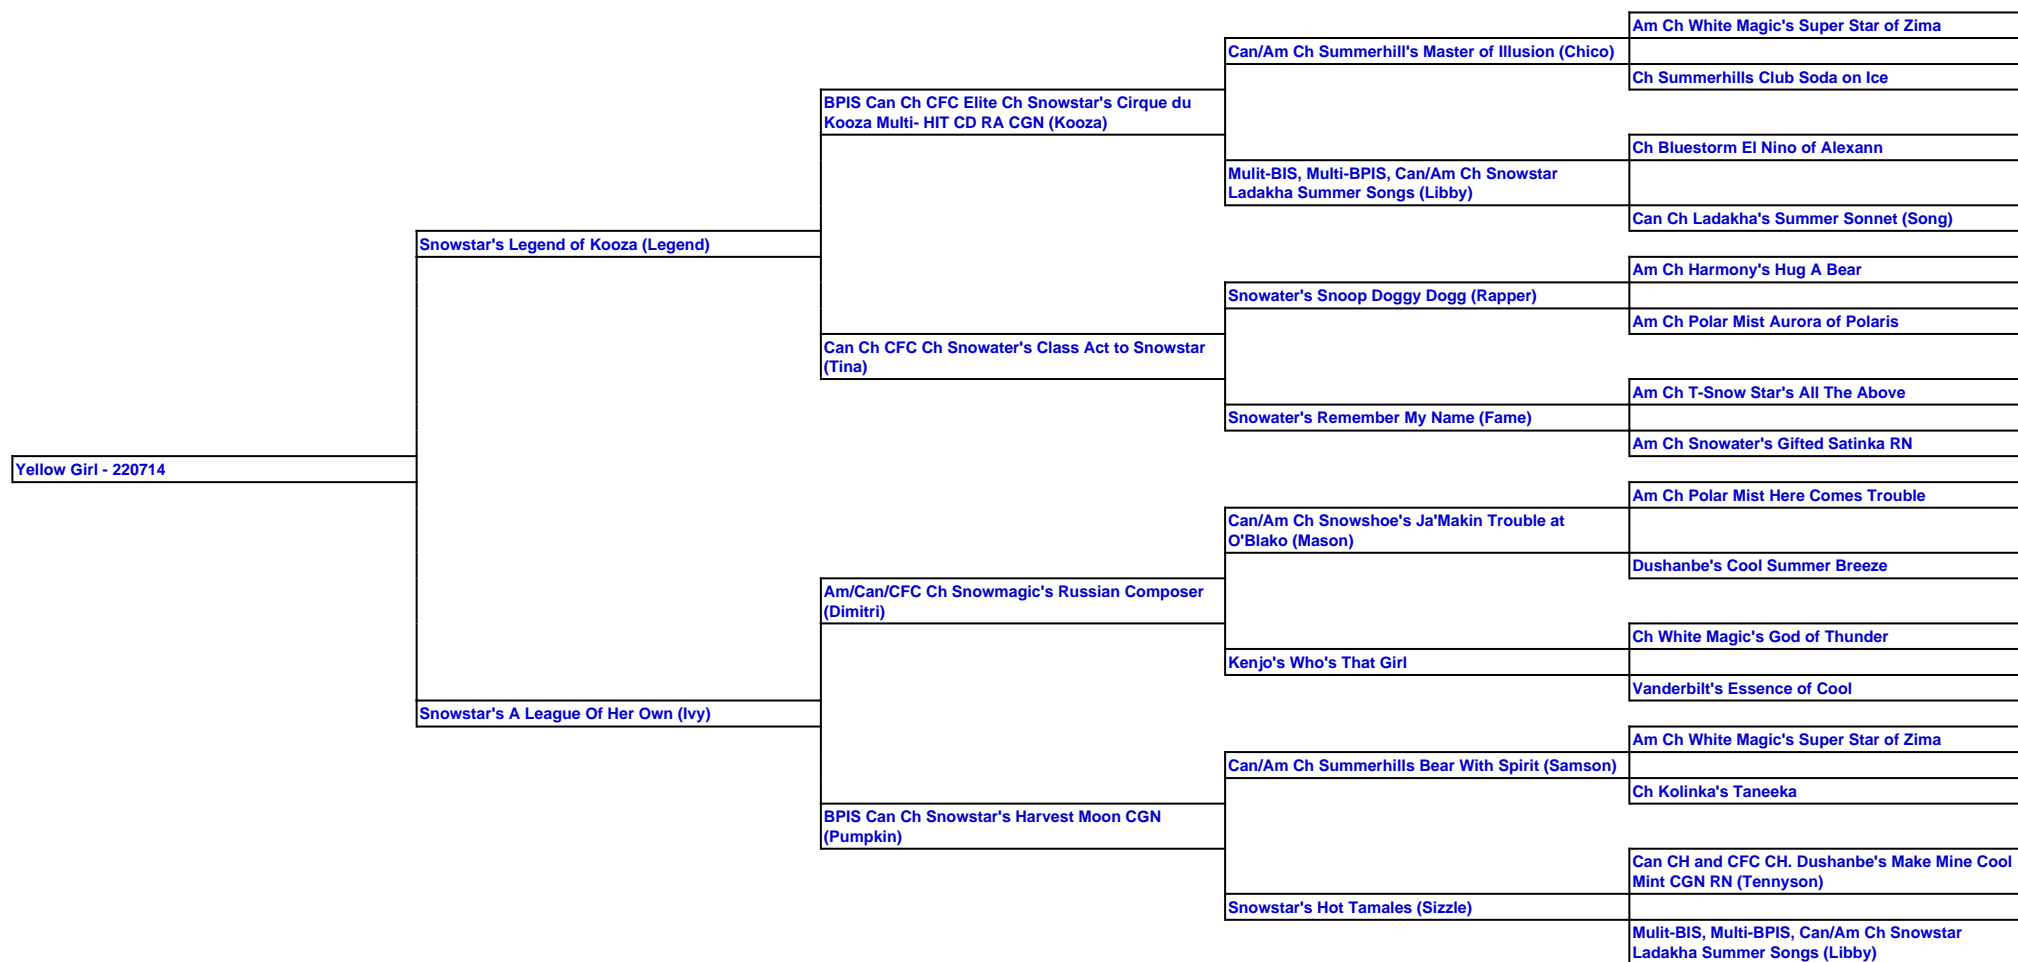 Am Ch White Magic's Super Star of Zima
Can/Am Ch Summerhill's Master of Illusion (Chico)
Ch Summerhills Club Soda on Ice
BPIS Can Ch CFC Elite Ch Snowstar's Cirque du
Kooza Multi- HIT CD RA CGN (Kooza)
Ch Bluestorm El Nino of Alexann
Mulit-BIS, Multi-BPIS, Can/Am Ch Snowstar
Ladakha Summer Songs (Libby)
Can Ch Ladakha's Summer Sonnet (Song)
Snowstar's Legend of Kooza (Legend)
Am Ch Harmony's Hug A Bear
Snowater's Snoop Doggy Dogg (Rapper)
Am Ch Polar Mist Aurora of Polaris
Can Ch CFC Ch Snowater's Class Act to Snowstar
(Tina)
Am Ch T-Snow Star's All The Above
Snowater's Remember My Name (Fame)
Am Ch Snowater's Gifted Satinka RN
Yellow Girl - 220714
Am Ch Polar Mist Here Comes Trouble
Can/Am Ch Snowshoe's Ja'Makin Trouble at
O'Blako (Mason)
Dushanbe's Cool Summer Breeze
Am/Can/CFC Ch Snowmagic's Russian Composer
(Dimitri)
Ch White Magic's God of Thunder
Kenjo's Who's That Girl
Vanderbilt's Essence of Cool
Snowstar's A League Of Her Own (Ivy)
Am Ch White Magic's Super Star of Zima
Can/Am Ch Summerhills Bear With Spirit (Samson)
Ch Kolinka's Taneeka
BPIS Can Ch Snowstar's Harvest Moon CGN
(Pumpkin)
Can CH and CFC CH. Dushanbe's Make Mine Cool
Mint CGN RN (Tennyson)
Snowstar's Hot Tamales (Sizzle)
Mulit-BIS, Multi-BPIS, Can/Am Ch Snowstar
Ladakha Summer Songs (Libby)